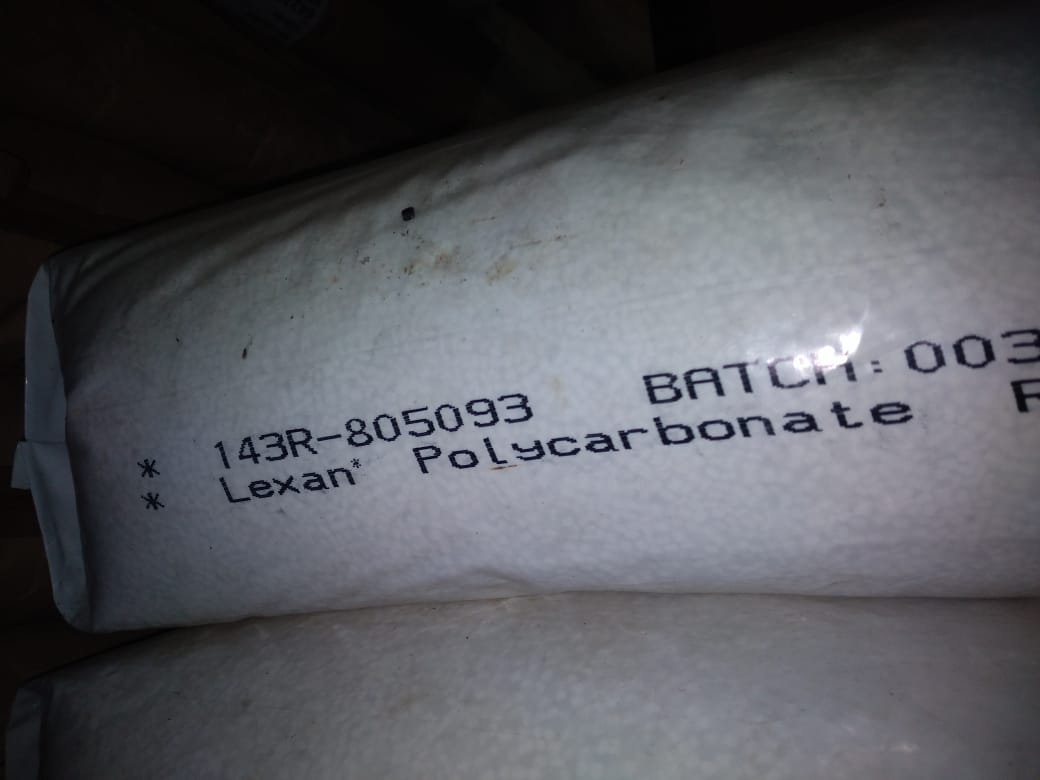 * 143R-805093 BATCH: 003
* Lexan* Polycarbonate R